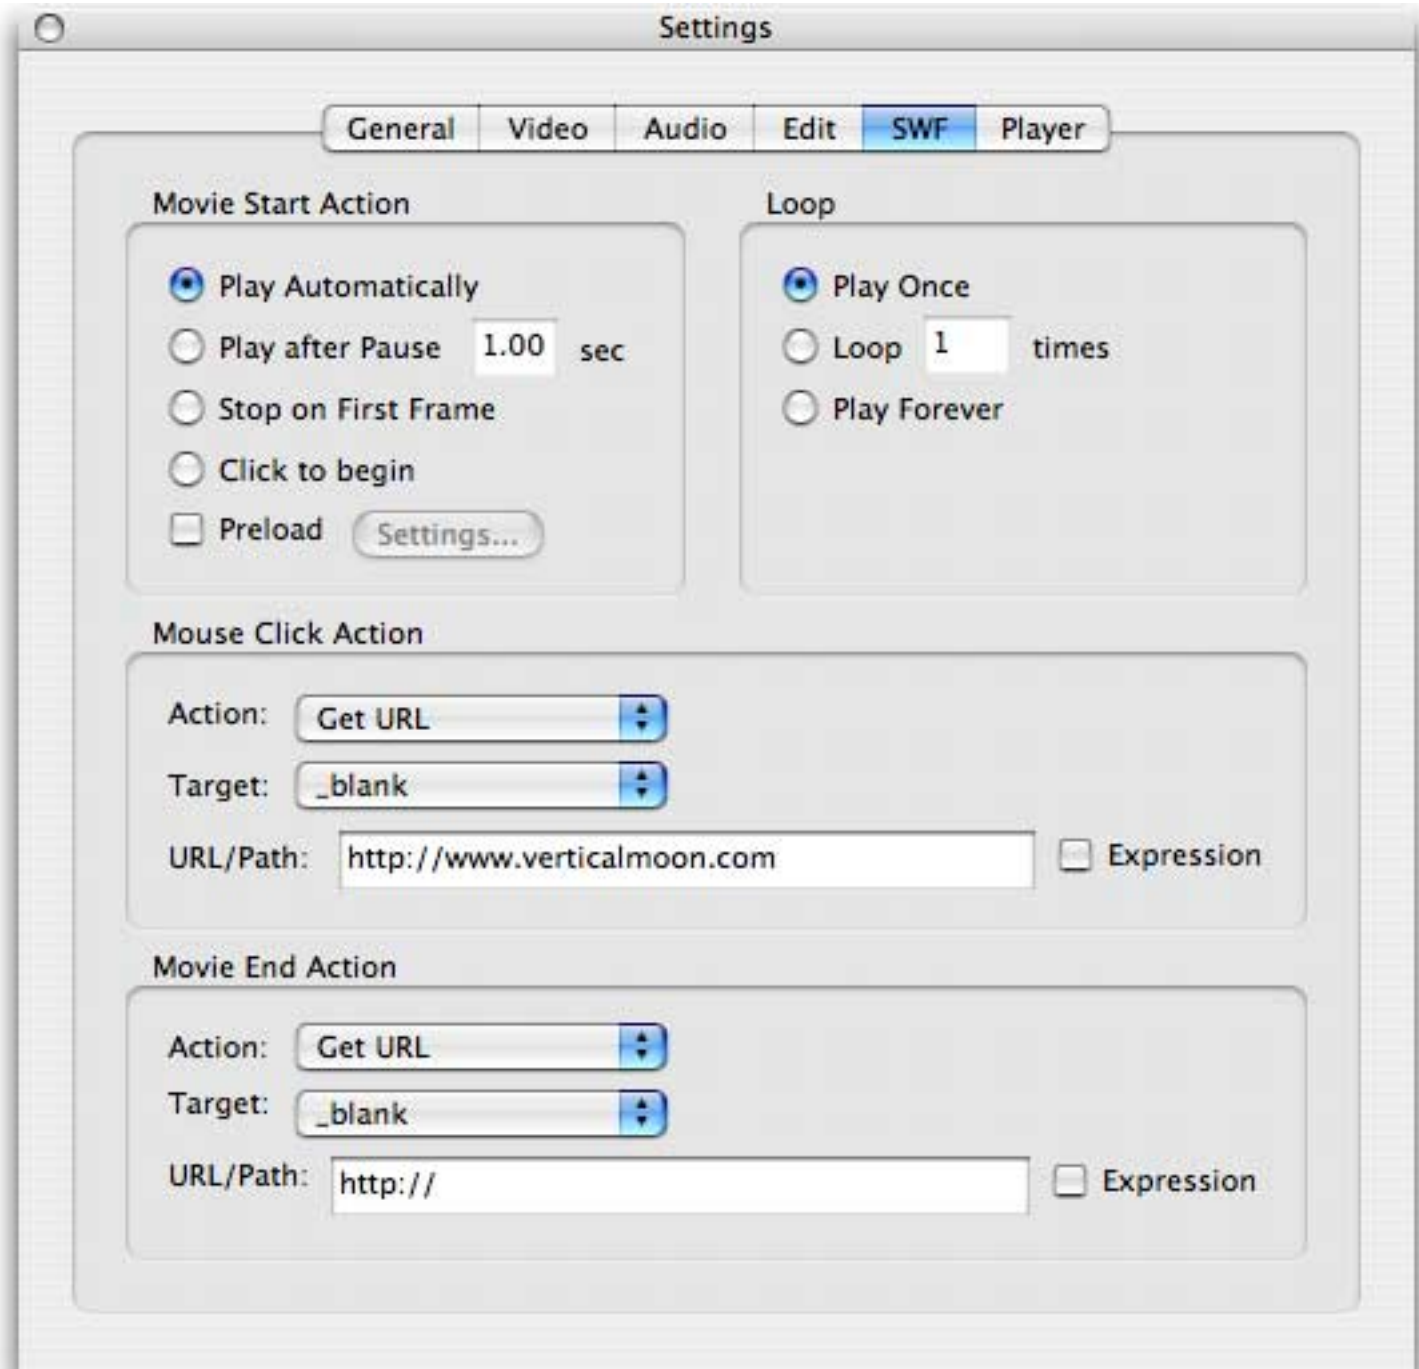 Settings
General Video Audio Edit SWF Player
Movie Start Action
Play Automatically
Play after Pause 1.00 sec
Stop on First Frame
Click to begin
Preload Settings...
Loop
Play Once
Loop 1 times
Play Forever
Mouse Click Action
Action: Get URL
Target: _blank
URL/Path: http://www.verticalmoon.com Expression
Movie End Action
Action: Get URL
Target: _blank
URL/Path: http:// Expression